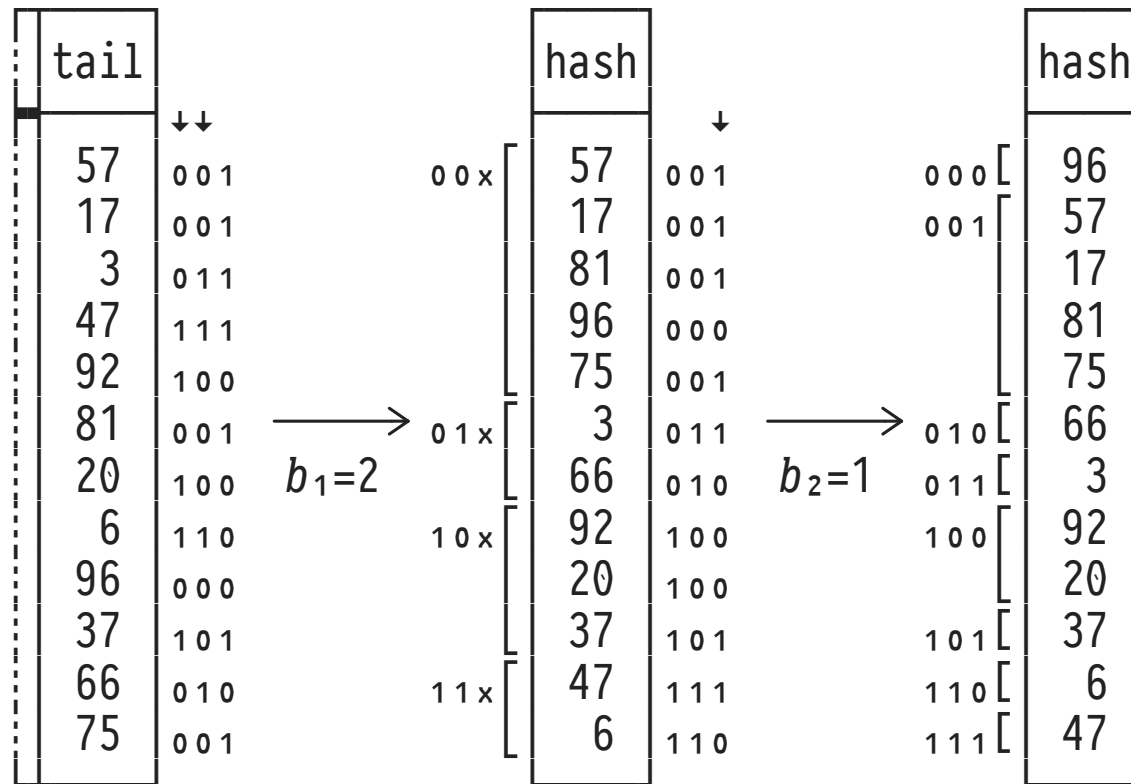 tail hash hash
57 001 00x 57 001 000 96
17 001 17 001 001 57
3 011 81 001 17
47 111 96 000 81
92 100 75 001 75
81 001 01x 3 011 010 66
20 100 b₁=2 66 010 b₂=1 011 3
6 110 10x 92 100 100 92
96 000 20 100 20
37 101 37 101 101 37
66 010 11x 47 111 110 6
75 001 6 110 111 47